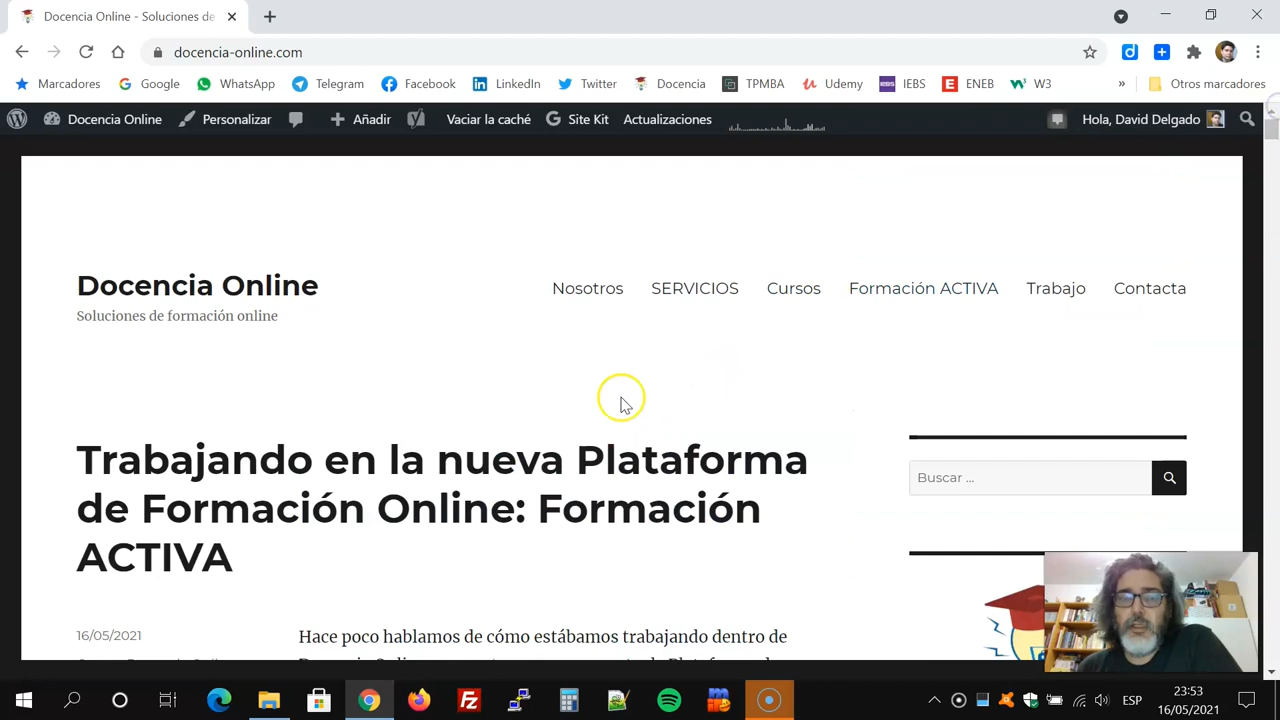 Docencia Online - Soluciones de
docencia-online.com
Marcadores Google WhatsApp Telegram Facebook LinkedIn Twitter Docencia TPMBA Udemy IEBS ENEB W3 » Otros marcadores
Docencia Online Personalizar Añadir Vaciar la caché Site Kit Actualizaciones Hola, David Delgado
Docencia Online
Soluciones de formación online
Nosotros SERVICIOS Cursos Formación ACTIVA Trabajo Contacta
Trabajando en la nueva Plataforma
de Formación Online: Formación
ACTIVA
Buscar …
16/05/2021
Hace poco hablamos de cómo estábamos trabajando dentro de
ESP
23:53
16/05/2021